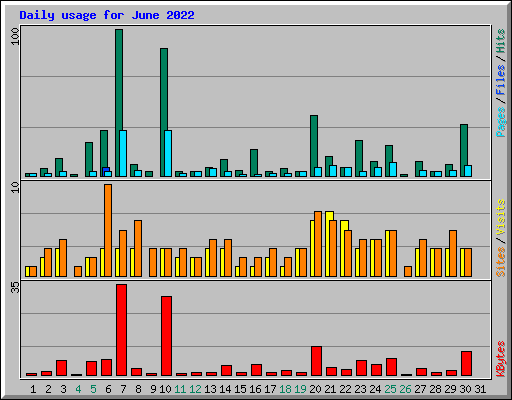 Daily usage for June 2022
100
Pages/Files/Hits
10
Sites/Visits
35
KBytes
1 2 3 4 5 6 7 8 9 10 11 12 13 14 15 16 17 18 19 20 21 22 23 24 25 26 27 28 29 30 31